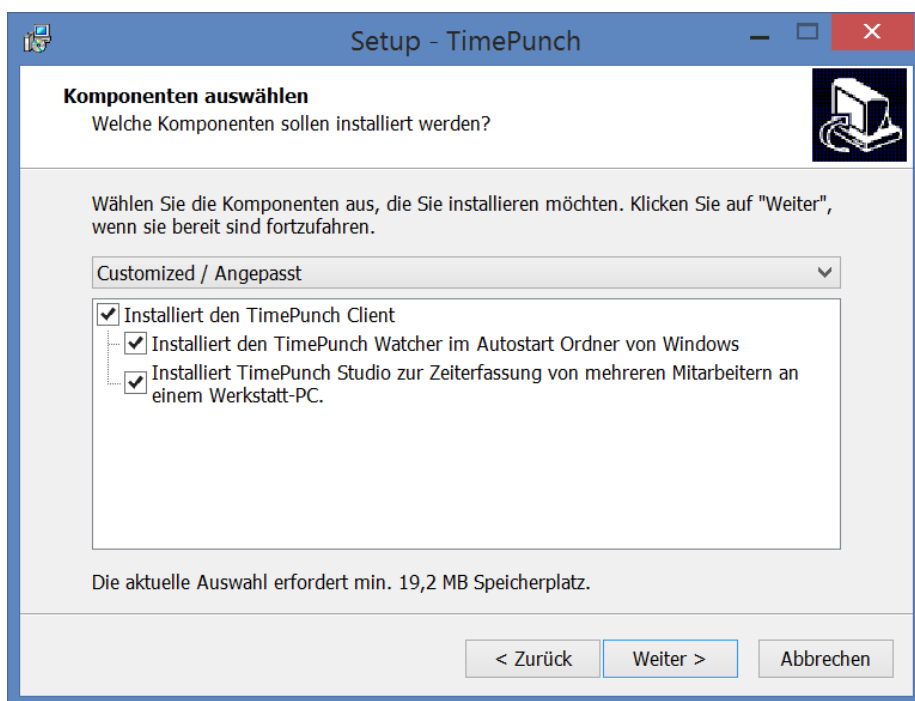 Setup - TimePunch
Komponenten auswählen
Welche Komponenten sollen installiert werden?
Wählen Sie die Komponenten aus, die Sie installieren möchten. Klicken Sie auf "Weiter",
wenn sie bereit sind fortzufahren.
Customized / Angepasst
Installiert den TimePunch Client
Installiert den TimePunch Watcher im Autostart Ordner von Windows
Installiert TimePunch Studio zur Zeiterfassung von mehreren Mitarbeitern an
einem Werkstatt-PC.
Die aktuelle Auswahl erfordert min. 19,2 MB Speicherplatz.
< Zurück
Weiter >
Abbrechen